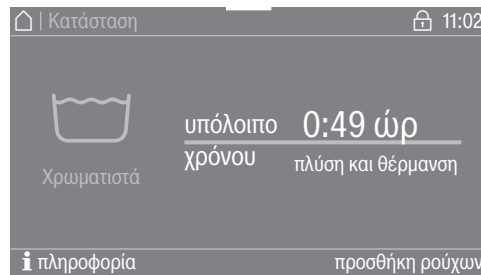 | Κατάσταση 11:02
υπόλοιπο 0:49 ώρ
χρόνου πλύση και θέρμανση
Χρωματιστά
i πληροφορία προσθήκη ρούχων